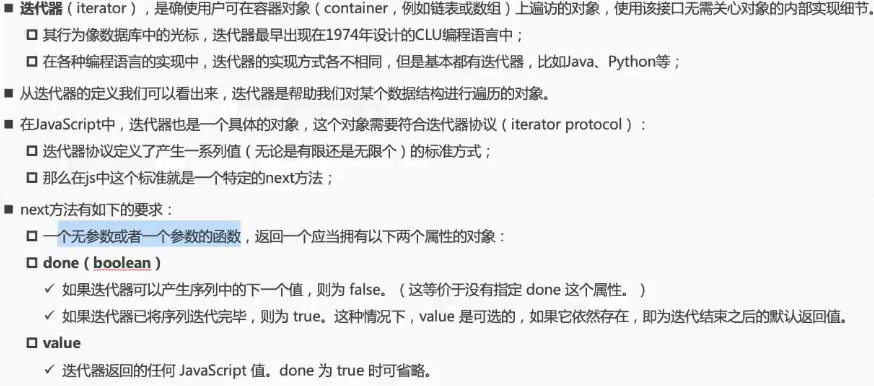 ■ 迭代器（iterator），是确使用户可在容器对象（container，例如链表或数组）上遍访的对象，使用该接口无需关心对象的内部实现细节。
口 其行为像数据库中的光标，迭代器最早出现在1974年设计的CLU编程语言中；
口 在各种编程语言的实现中，迭代器的实现方式各不相同，但是基本都有迭代器，比如Java、Python等；
■ 从迭代器的定义我们可以看出来，迭代器是帮助我们对某个数据结构进行遍历的对象。
■ 在JavaScript中，迭代器也是一个具体的对象，这个对象需要符合迭代器协议（iterator protocol）：
口 迭代器协议定义了产生一系列值（无论是有限还是无限个）的标准方式；
口 那么在js中这个标准就是一个特定的next方法；
■ next方法有如下的要求：
口 一个无参数或者一个参数的函数，返回一个应当拥有以下两个属性的对象：
口 done（boolean）
✓ 如果迭代器可以产生序列中的下一个值，则为 false。（这等价于没有指定 done 这个属性。）
✓ 如果迭代器已将序列迭代完毕，则为 true。这种情况下，value 是可选的，如果它依然存在，即为迭代结束之后的默认返回值。
口 value
✓ 迭代器返回的任何 JavaScript 值。done 为 true 时可省略。